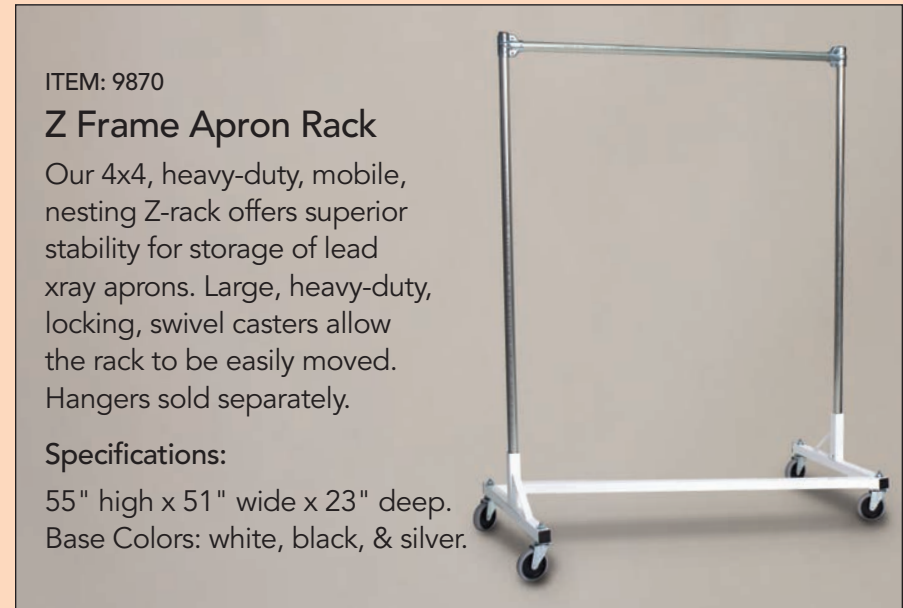 ITEM: 9870
Z Frame Apron Rack
Our 4x4, heavy-duty, mobile,
nesting Z-rack offers superior
stability for storage of lead
xray aprons. Large, heavy-duty,
locking, swivel casters allow
the rack to be easily moved.
Hangers sold separately.
Specifications:
55" high x 51" wide x 23" deep.
Base Colors: white, black, & silver.